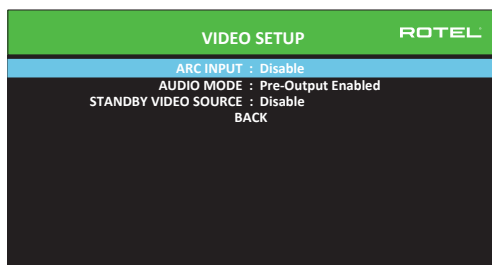 VIDEO SETUP
ROTEL
ARC INPUT : Disable
AUDIO MODE : Pre-Output Enabled
STANDBY VIDEO SOURCE : Disable
BACK